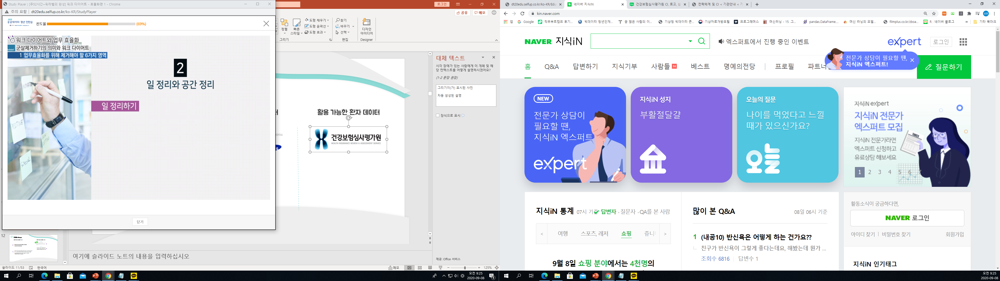 Study Player | [주52시간+워라밸의 완성] 워크 다이어트 - 효율화편 1 - Chrome
주의 요함 dt20edu.selfup.co.kr/ko-KR/StudyPlayer
2020
공공데이터 청년 인턴십
진도율 (69%)
워크 다이어트와 업무 효율화
군살제거하기의 의미와 워크 다이어트
1 업무효율화를 위해 제거해야 할 6가지 영역
2
일 정리와 공간 정리
일 정리하기
닫기
로그인
공유 메모
정렬
빠른
스타일
도형 채우기
도형 윤곽선
도형 효과
그리기
찾기
바꾸기
선택
편집
디자인
아이디어
Designer
활용 가능한 환자 데이터
건강보험심사평가원
HEALTH INSURANCE REVIEW & ASSESSMENT SERVICE
대체 텍스트
시각 장애가 있는 사람에게 이 개체 및 해
당 컨텍스트를 어떻게 설명하시겠어요?
(1-2 문장 권장)
그리기이(가) 표시된 사진
자동 생성된 설명
장식으로 표시
제공: Office 서비스
12
여기에 슬라이드 노트의 내용을 입력하십시오
슬라이드 11/53 한국어
메모 125%
오전 9:25
2020-09-08
dt20edu.selfup.co.kr/ko-KR/Edu
네이버 지식iN
건강보험심사평가원 CI, 로고, 심
전략체계 및 CI < 기관안내 < 기
kin.naver.com
앱 Google 직무부트캠프 후기... 빅데이터 청년인재... 꿈 많은 사람의 이... 기상청 빅데이터 콘... 기상자료개방포털 프로그래머스 머신러닝 - 15. 그... pandas.DataFrame.... 머신 러닝의 모델... filmplus.co.kr/zboa... R : 네이버 블로그 » 기타 북마크
NAVER 지식iN
엑스퍼트에서 진행 중인 이벤트
expert
로그인
전문가 상담이 필요할 땐,
지식iN 엑스퍼트!
홈 Q&A 답변하기 지식기부 사람들 N 베스트 명예의전당 프로필 파트너
질문하기
NEW
전문가 상담이
필요할 땐,
지식iN 엑스퍼트
expert
지식iN 성지
부활절달걀
오늘의 질문
나이를 먹었다고 느낄
때가 있으신가요?
오늘
지식iN expert
지식iN 전문가
엑스퍼트 모집
지식iN 전문가라면
엑스퍼트 신청하고
유료상담 해보세요
TAXES
1 2 3 4 5 6 7
지식iN 통계 07시 기준 답변자 질문자 QA를 본 사람
< 여행 스포츠, 레저 쇼핑 쥬니 >
9월 8일 쇼핑 분야에서는 4천명의
많이 본 Q&A 08일 06시 기준
1 (내공10) 반신욕은 어떻게 하는 건가요??
친구가 반신욕이 그렇게 좋다는데요, 해봤는데 뭔가 ...
조회수 6816 답변수 1
활동소식이 궁금하다면,
NAVER 로그인
아이디 찾기 | 비밀번호 찾기 회원가입
지식iN 인기태그
오전 9:25
2020-09-08